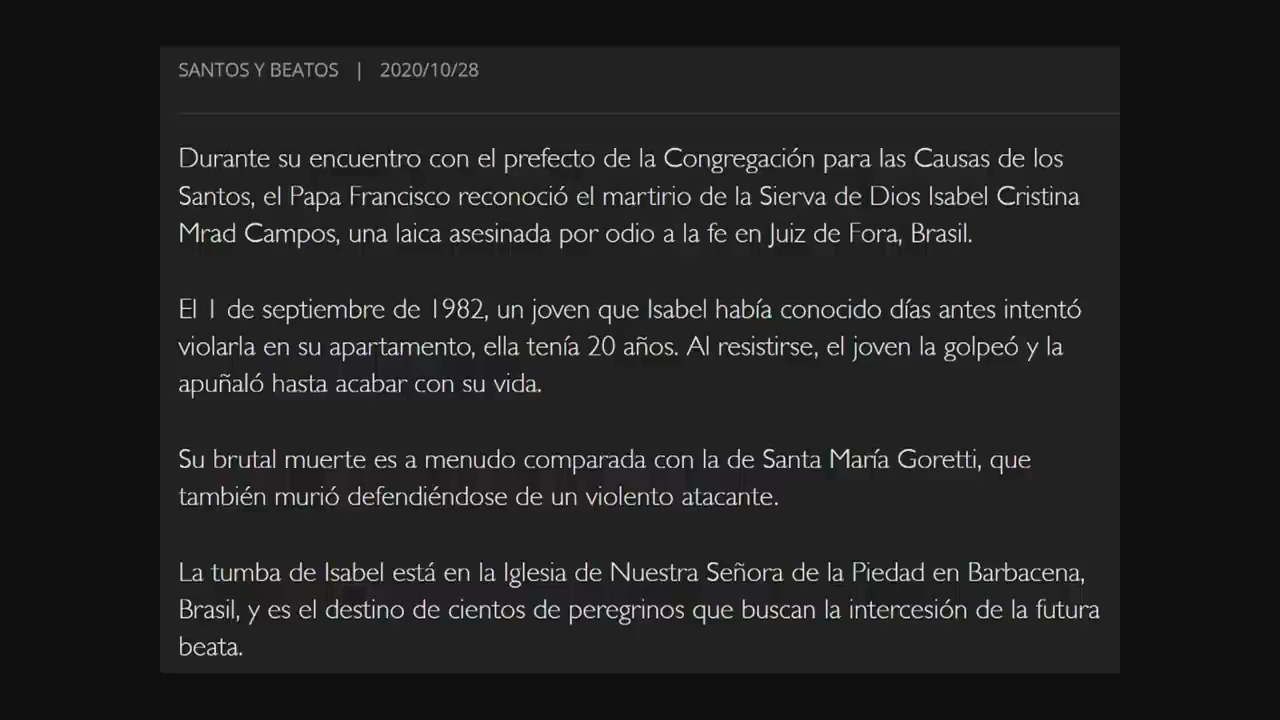 SANTOS Y BEATOS | 2020/10/28
Durante su encuentro con el prefecto de la Congregación para las Causas de los
Santos, el Papa Francisco reconoció el martirio de la Sierva de Dios Isabel Cristina
Mrad Campos, una laica asesinada por odio a la fe en Juiz de Fora, Brasil.
El 1 de septiembre de 1982, un joven que Isabel había conocido días antes intentó
violarla en su apartamento, ella tenía 20 años. Al resistirse, el joven la golpeó y la
apuñaló hasta acabar con su vida.
Su brutal muerte es a menudo comparada con la de Santa María Goretti, que
también murió defendiéndose de un violento atacante.
La tumba de Isabel está en la Iglesia de Nuestra Señora de la Piedad en Barbacena,
Brasil, y es el destino de cientos de peregrinos que buscan la intercesión de la futura
beata.